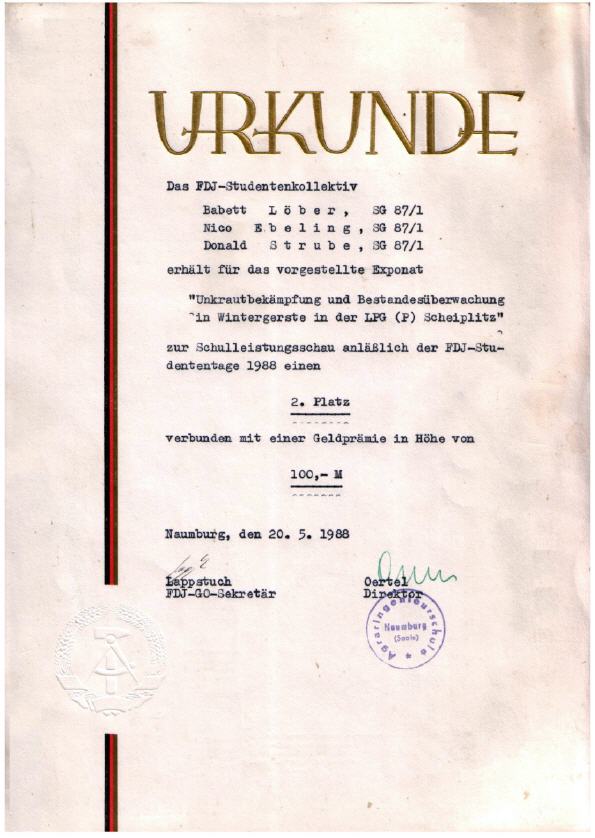 URKUNDE
Das FDJ-Studentenkollektiv
Babett Löber, SG 87/1
Nico Ebeling, SG 87/1
Donald Strube, SG 87/1
erhält für das vorgestellte Exponat
"Unkrautbekämpfung und Bestandesüberwachung
in Wintergerste in der LPG (P) Scheiplitz"
zur Schulleistungsschau anläßlich der FDJ-Stu-
dententage 1988 einen
2. Platz
verbunden mit einer Geldprämie in Höhe von
100,- M
Naumburg, den 20. 5. 1988
Lappstuch Oertel
FDJ-GO-Sekretär Direktor
Agraringenieurschule
Naumburg
(Saale)